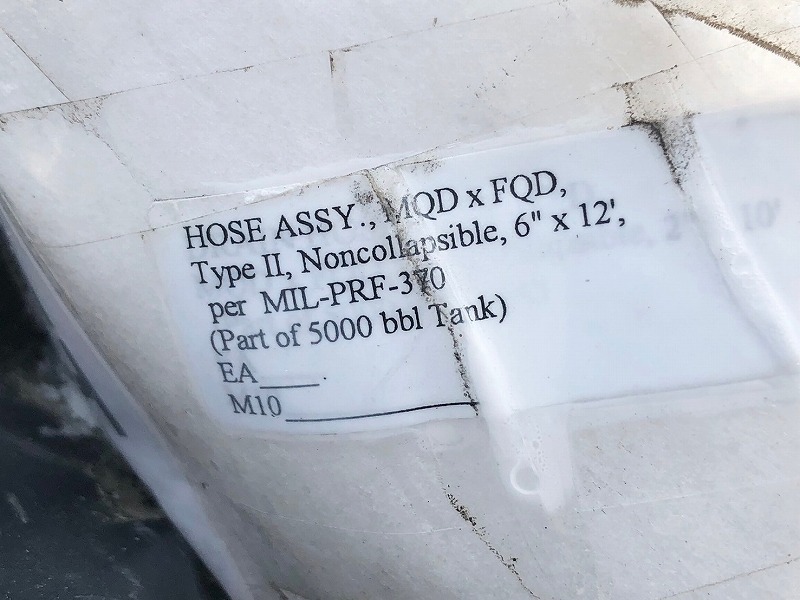 HOSE ASSY., MQD x FQD,
Type II, Noncollapsible, 6" x 12',
per MIL-PRF-370
(Part of 5000 bbl Tank)
EA____.
M10______________